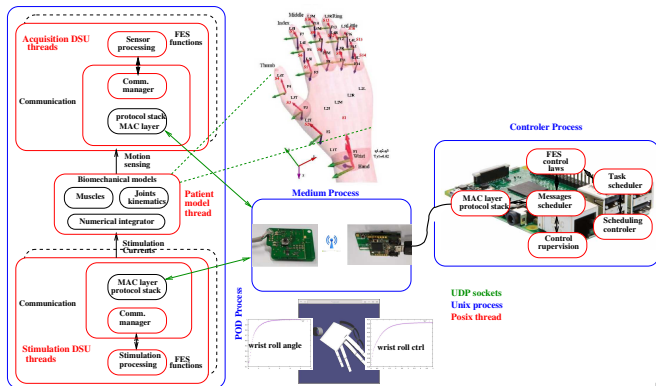 Acquisition DSU
threads
Sensor
processing
FES
functions
Communication
Comm.
manager
protocol stack
MAC layer
Motion
sensing
Biomechanical models
Muscles
Joints
kinematics
Numerical integrator
Patient
model
thread
Stimulation
Currents
MAC layer
protocol stack
Communication
Comm.
manager
Stimulation DSU
threads
Stimulation
processing
FES
functions
Middle
Ring
Index
Thumb
Wrist
Hand
Medium Process
POD Process
wrist roll angle
wrist roll ctrl
Controler Process
FES
control
laws
Task
scheduler
MAC layer
protocol stack
Messages
scheduler
Scheduling
controler
Control
rupervision
UDP sockets
Unix process
Posix thread